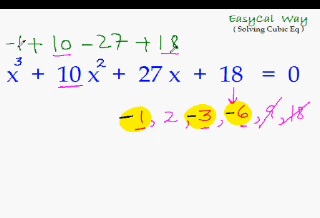 EasyCal Way
( Solving Cubic Eq )
-1 + 10 - 27 + 18
x³ + 10 x² + 27 x + 18 = 0
-1, 2, -3, -6, 9, 18